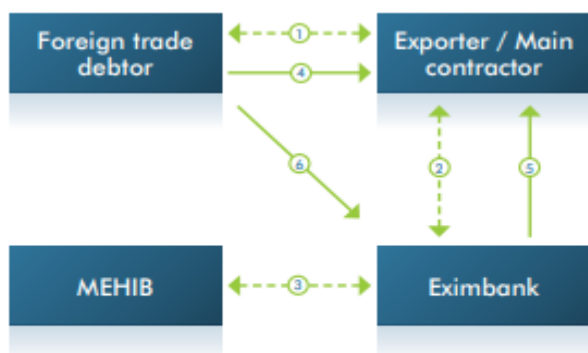 Foreign trade
debtor
1
Exporter / Main
contractor
4
6
2
5
MEHIB
3
Eximbank